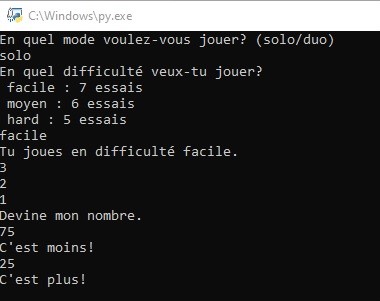 C:\Windows\py.exe
En quel mode voulez-vous jouer? (solo/duo)
solo
En quel difficulté veux-tu jouer?
 facile : 7 essais
 moyen : 6 essais
 hard : 5 essais
facile
Tu joues en difficulté facile.
3
2
1
Devine mon nombre.
75
C'est moins!
25
C'est plus!